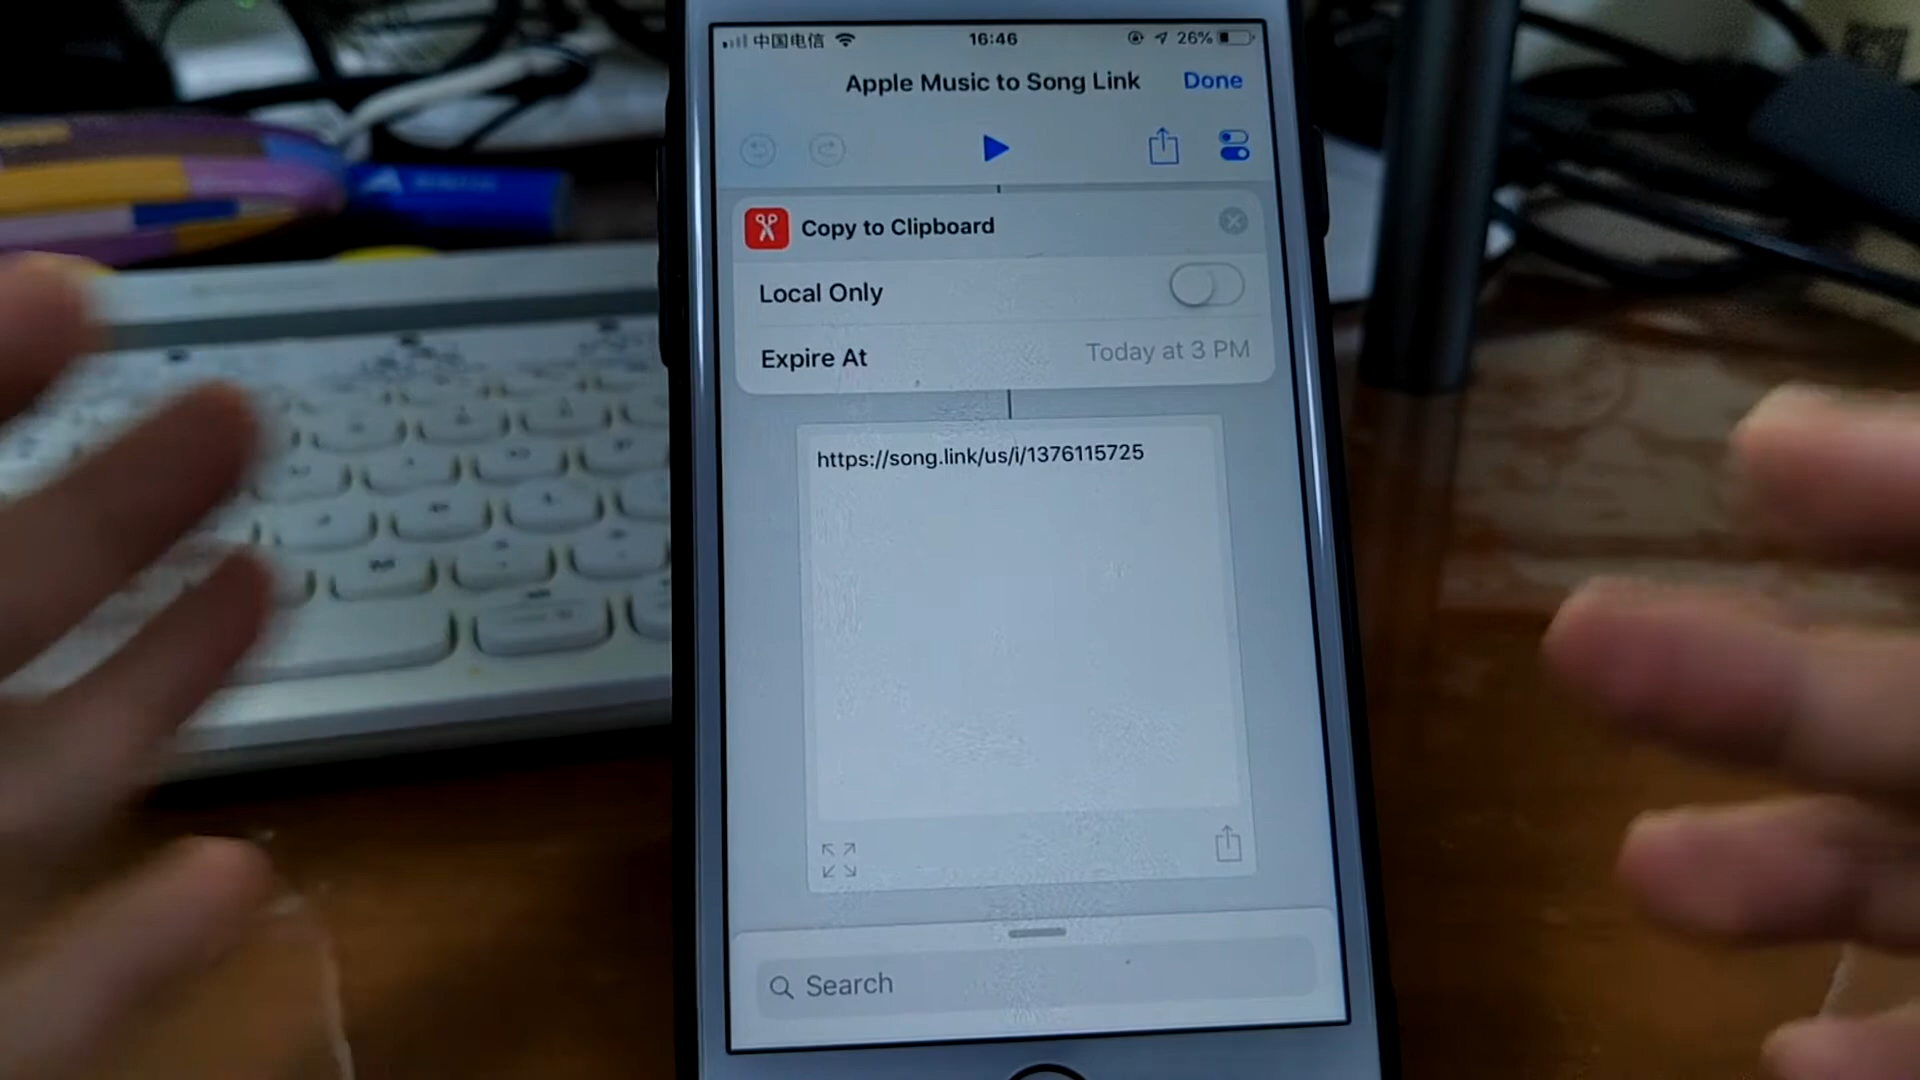 中国电信 16:46 26%
Apple Music to Song Link Done
Copy to Clipboard
Local Only
Expire At Today at 3 PM
https://song.link/us/i/1376115725
Search